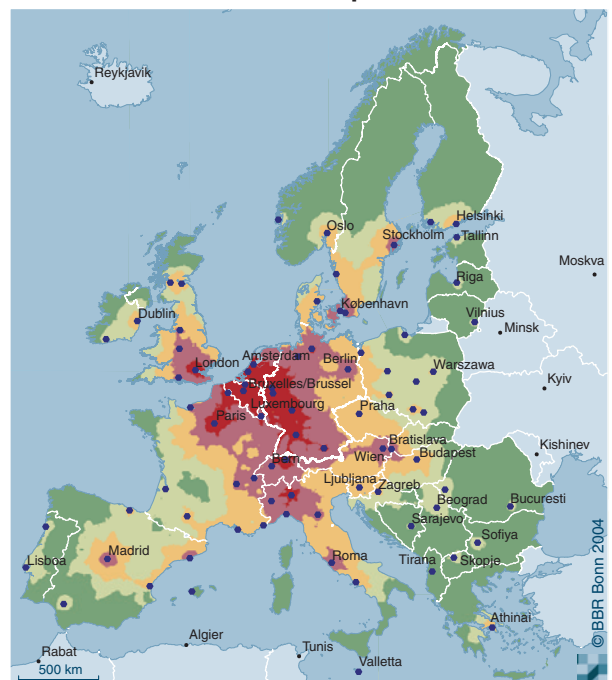 Reykjavik
Helsinki
Oslo
Stockholm
Tallinn
Riga
Moskva
København
Dublin
Vilnius
Minsk
London
Amsterdam
Berlin
Warszawa
Bruxelles/Brussel
Kyiv
Luxembourg
Praha
Paris
Bratislava
Kishinev
Bern
Wien
Budapest
Ljubljana
Zagreb
Beograd
Bucuresti
Sarajevo
Sofiya
Madrid
Roma
Lisboa
Tirana
Skopje
Athinai
©BBR Bonn 2004
Algier
Tunis
Rabat
Valletta
500 km